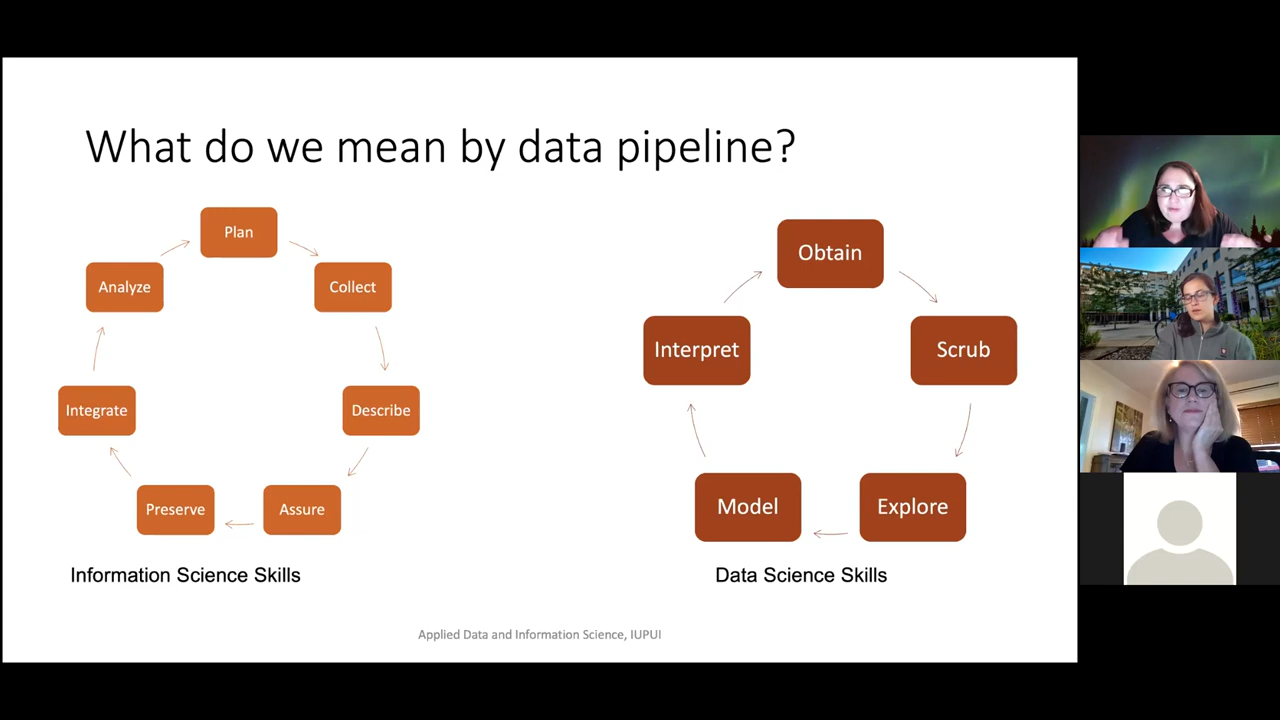 What do we mean by data pipeline?
Plan
Collect
Describe
Assure
Preserve
Integrate
Analyze
Information Science Skills
Obtain
Scrub
Explore
Model
Interpret
Data Science Skills
Applied Data and Information Science, IUPUI